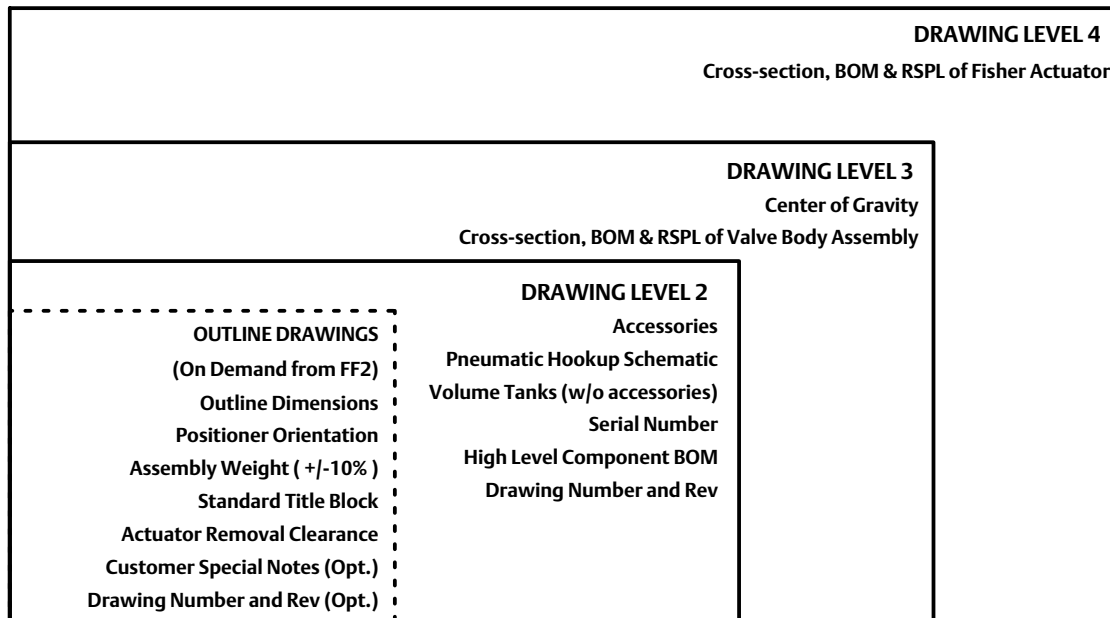 DRAWING LEVEL 4
Cross-section, BOM & RSPL of Fisher Actuator
DRAWING LEVEL 3
Center of Gravity
Cross-section, BOM & RSPL of Valve Body Assembly
DRAWING LEVEL 2
Accessories
Pneumatic Hookup Schematic
Volume Tanks (w/o accessories)
Serial Number
High Level Component BOM
Drawing Number and Rev
OUTLINE DRAWINGS
(On Demand from FF2)
Outline Dimensions
Positioner Orientation
Assembly Weight ( +/-10% )
Standard Title Block
Actuator Removal Clearance
Customer Special Notes (Opt.)
Drawing Number and Rev (Opt.)